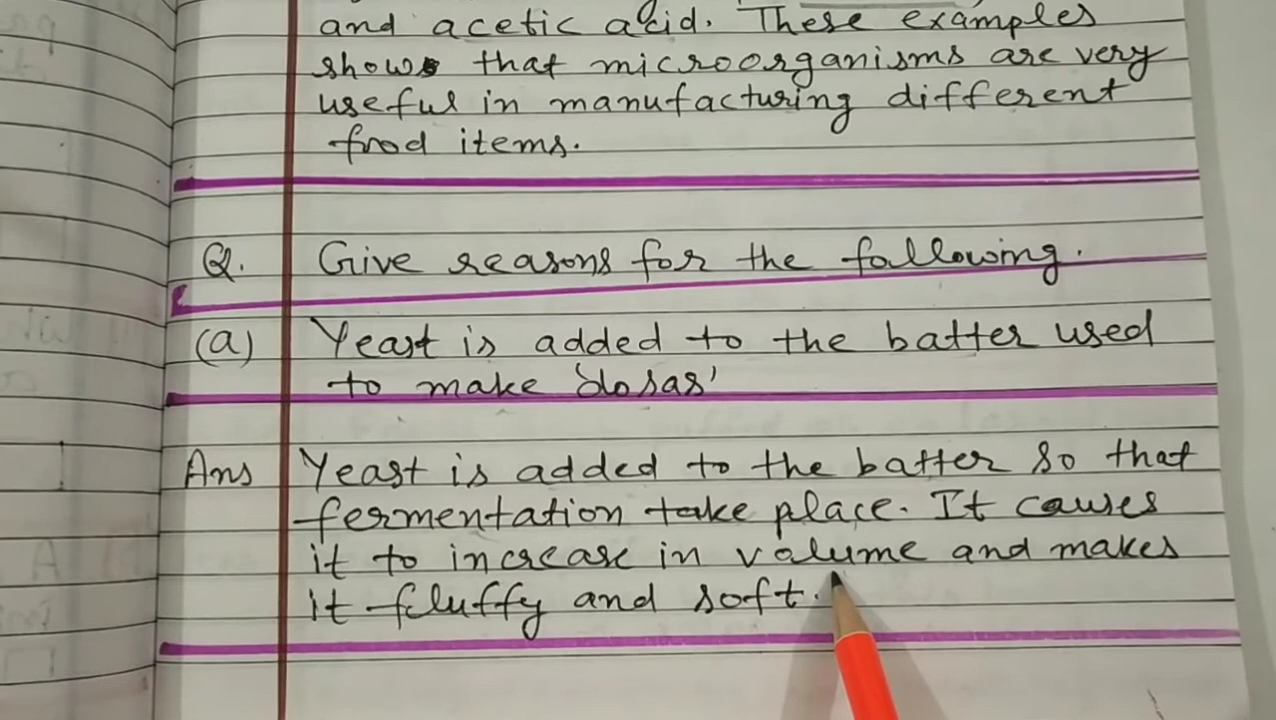 and acetic acid. These examples
shows that microorganisms are very
useful in manufacturing different
food items.
Q. Give reasons for the following.
(a) Yeast is added to the batter used
to make 'dosas'
Ans Yeast is added to the batter so that
fermentation take place. It causes
it to increase in volume and makes
it fluffy and soft.